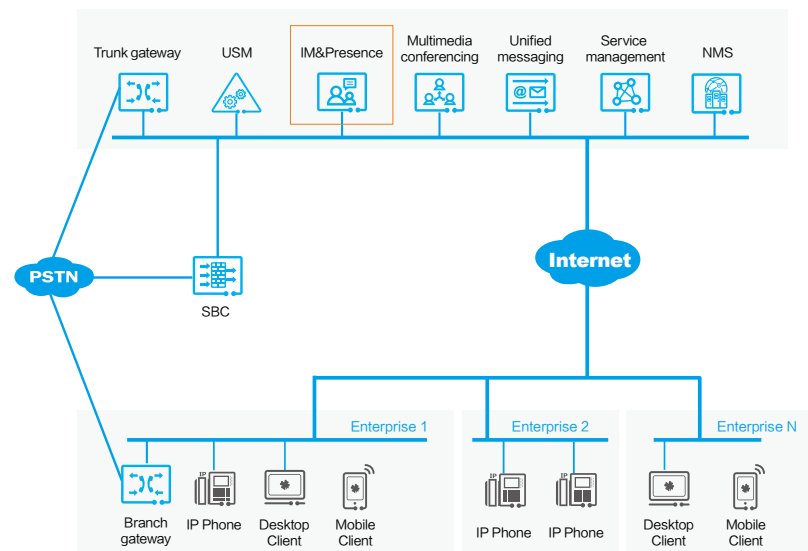 Trunk gateway
USM
IM&Presence
Multimedia
conferencing
Unified
messaging
Service
management
NMS
@
PSTN
SBC
Internet
Enterprise 1
Enterprise 2
Enterprise N
IP
IP
IP
Branch
gateway
IP Phone
Desktop
Client
Mobile
Client
IP Phone
IP Phone
Desktop
Client
Mobile
Client